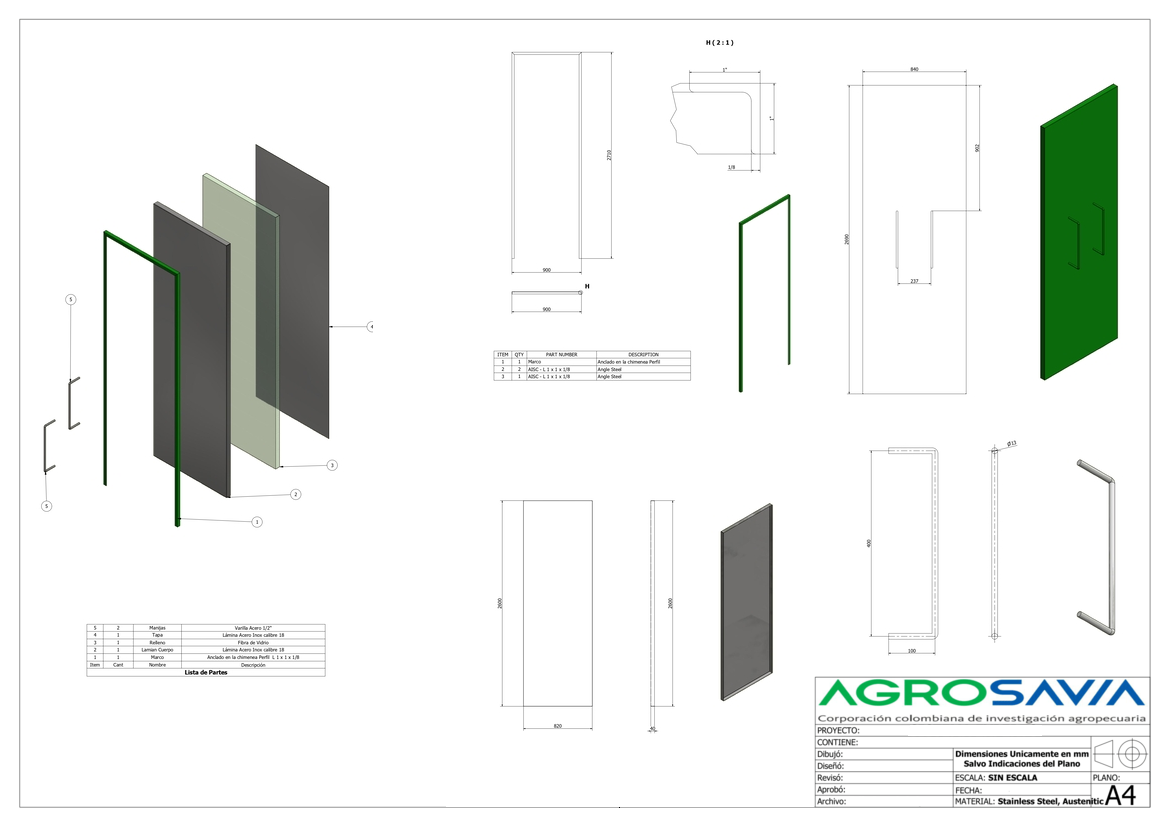 H ( 2 : 1 )
1"
1"
1/8
2710
900
H
900
840
902
2690
237
5
4
3
2
1
5
ITEM QTY PART NUMBER DESCRIPTION
1 1 Marco Anclado en la chimenea Perfil
2 2 AISC - L 1 x 1 x 1/8 Angle Steel
3 1 AISC - L 1 x 1 x 1/8 Angle Steel
Ø13
400
100
2600
2600
820
5 2 Manijas Varilla Acero 1/2"
4 1 Tapa Lámina Acero Inox calibre 18
3 1 Relleno Fibra de Vidrio
2 1 Lamian Cuerpo Lámina Acero Inox calibre 18
1 1 Marco Anclado en la chimenea Perfil L 1 x 1 x 1/8
Item Cant Nombre Descripción
Lista de Partes
AGROSAVIA
Corporación colombiana de investigación agropecuaria
PROYECTO:
CONTIENE:
Dibujó:
Diseñó:
Dimensiones Unicamente en mm
Salvo Indicaciones del Plano
Revisó: ESCALA: SIN ESCALA PLANO:
Aprobó: FECHA:
Archivo: MATERIAL: Stainless Steel, Austenitic A4